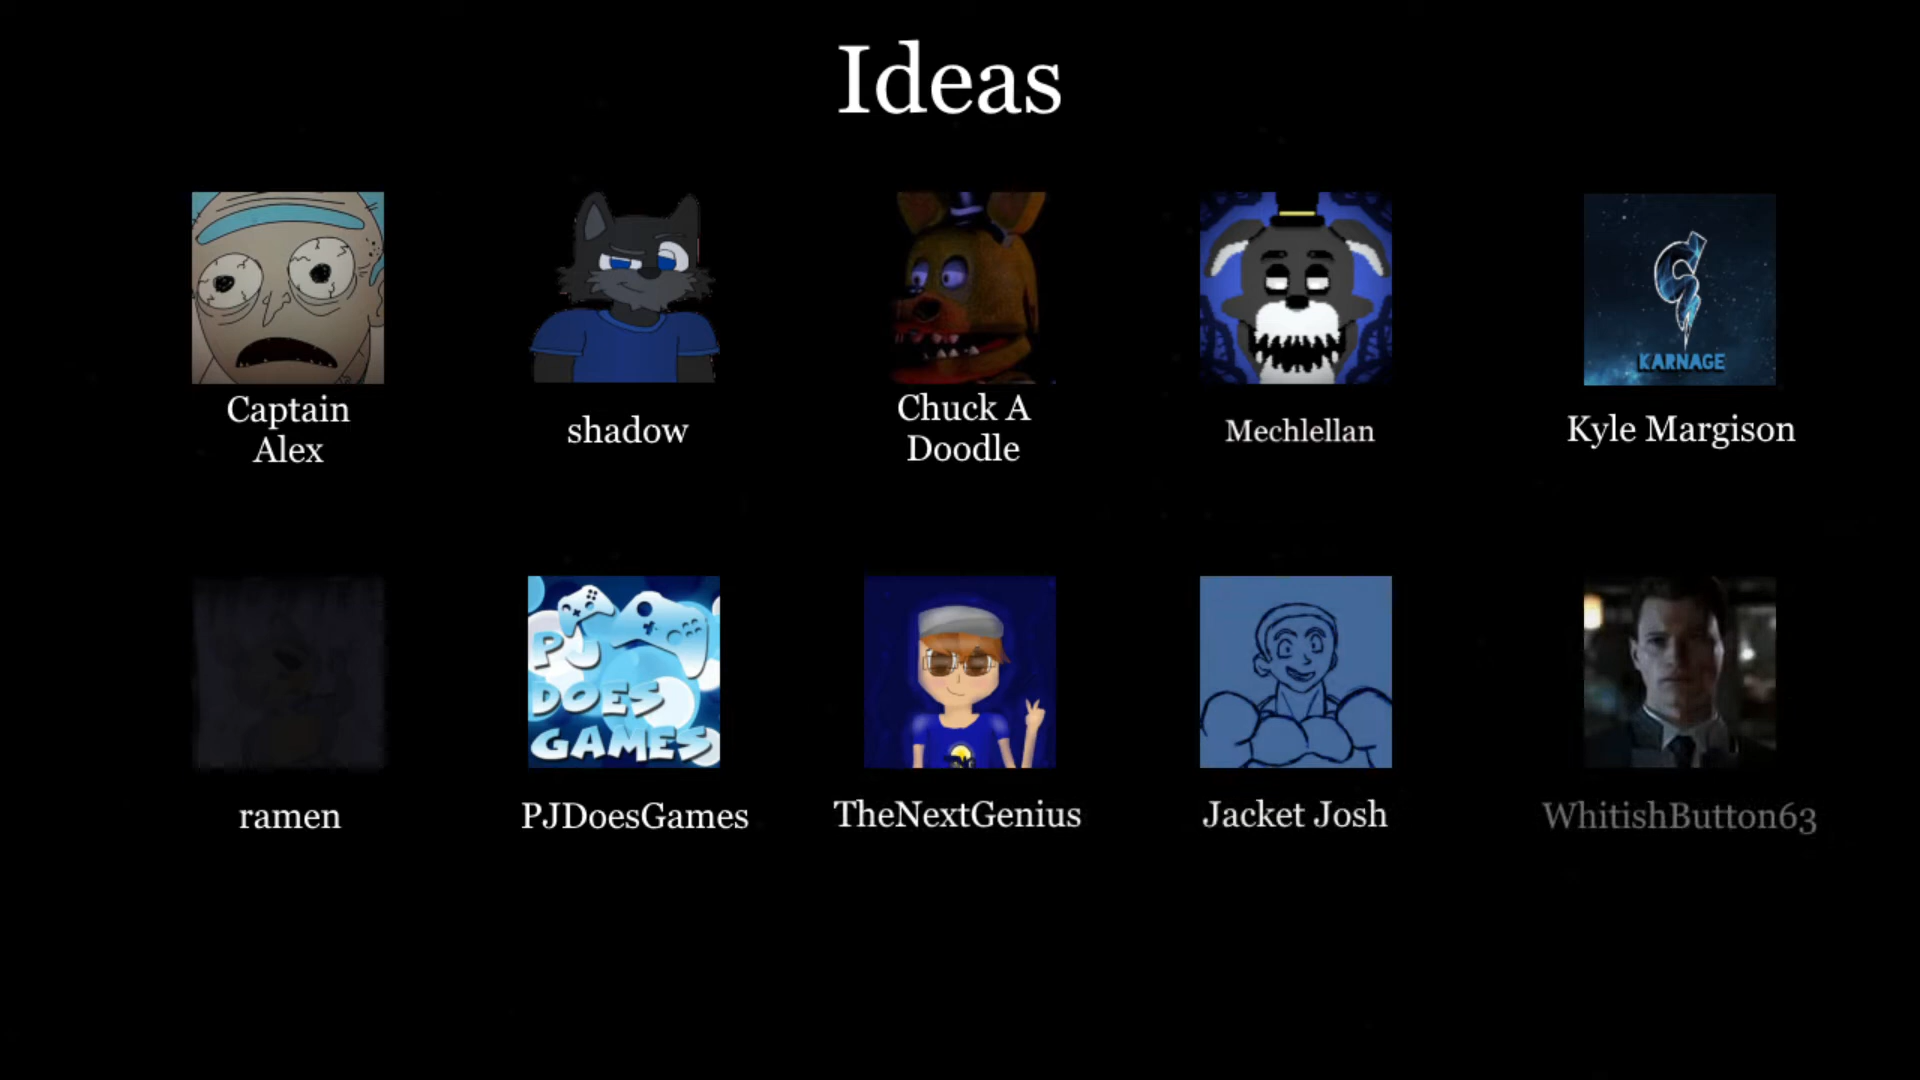 Ideas
Captain
Alex
shadow
Chuck A
Doodle
Mechlellan
KARNAGE
Kyle Margison
ramen
PJ
DOES
GAMES
PJDoesGames
TheNextGenius
Jacket Josh
WhitishButton63